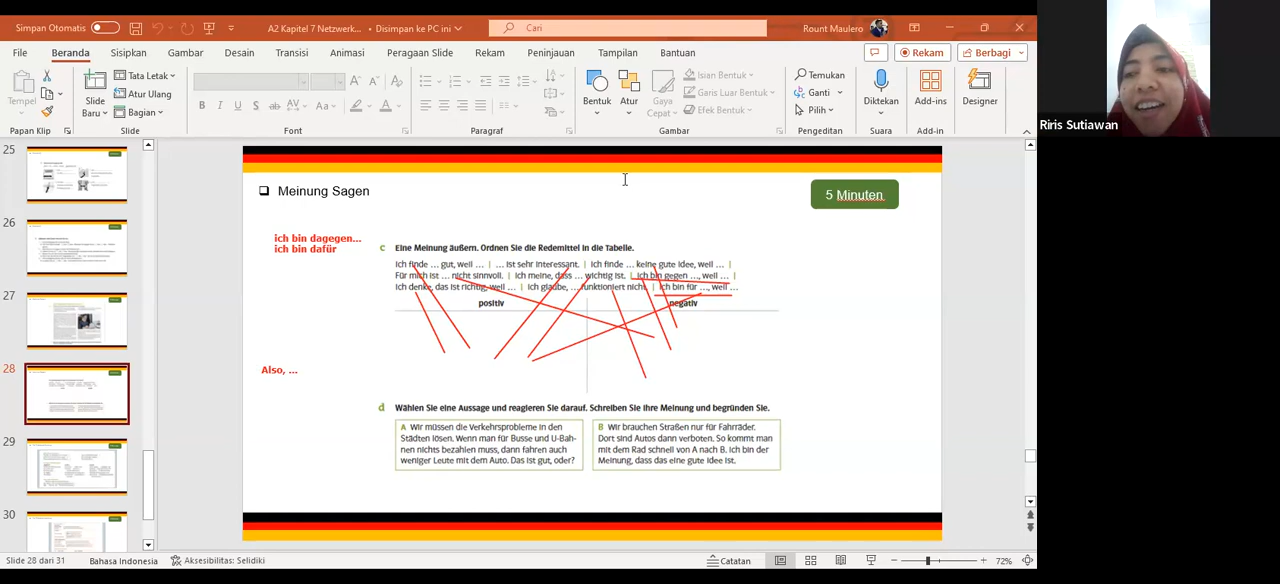 Simpan Otomatis
A2 Kapitel 7 Netzwerk... • Disimpan ke PC ini
Cari
Rount Maulero
File Beranda Sisipkan Gambar Desain Transisi Animasi Peragaan Slide Rekam Peninjauan Tampilan Bantuan
Rekam
Berbagi
Tempel
Slide Baru
Tata Letak
Atur Ulang
Bagian
Bentuk
Atur
Gaya Cepat
Isian Bentuk
Garis Luar Bentuk
Efek Bentuk
Temukan
Ganti
Pilih
Diktekan
Add-ins
Designer
Papan Klip
Slide
Font
Paragraf
Gambar
Pengeditan
Suara
Add-in
Riris Sutiawan
25
26
27
28
29
30
Meinung Sagen
5 Minuten
ich bin dagegen...
ich bin dafür
c Eine Meinung äußern. Ordnen Sie die Redemittel in die Tabelle.
Ich finde ... gut, weil ... | ... ist sehr interessant. | Ich finde ... keine gute Idee, weil ... |
Für mich ist ... nicht sinnvoll. | Ich meine, dass ... wichtig ist. | Ich bin gegen ..., weil ... |
Ich denke, das ist richtig, weil ... | Ich glaube, ... funktioniert nicht. | Ich bin für ..., weil ...
positiv
negativ
Also, ...
d Wählen Sie eine Aussage und reagieren Sie darauf. Schreiben Sie ihre Meinung und begründen Sie.
A Wir müssen die Verkehrsprobleme in den
Städten lösen. Wenn man für Busse und U-Bah-
nen nichts bezahlen muss, dann fahren auch
weniger Leute mit dem Auto. Das ist gut, oder?
B Wir brauchen Straßen nur für Fahrräder.
Dort sind Autos dann verboten. So kommt man
mit dem Rad schnell von A nach B. Ich bin der
Meinung, dass das eine gute Idee ist.
Slide 28 dari 31
Bahasa Indonesia
Aksesibilitas: Selidiki
Catatan
72%